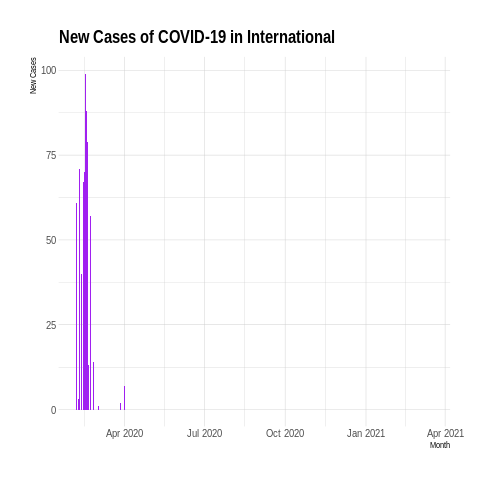 New Cases of COVID-19 in International
New Cases
100
75
50
25
0
Apr 2020 Jul 2020 Oct 2020 Jan 2021 Apr 2021
Month